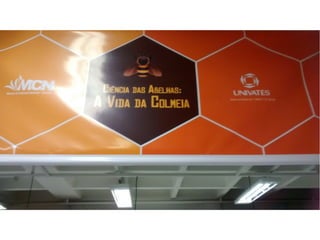 CIÊNCIA DAS ABELHAS:
A VIDA DA COLMEIA
MCN
UNIVATES